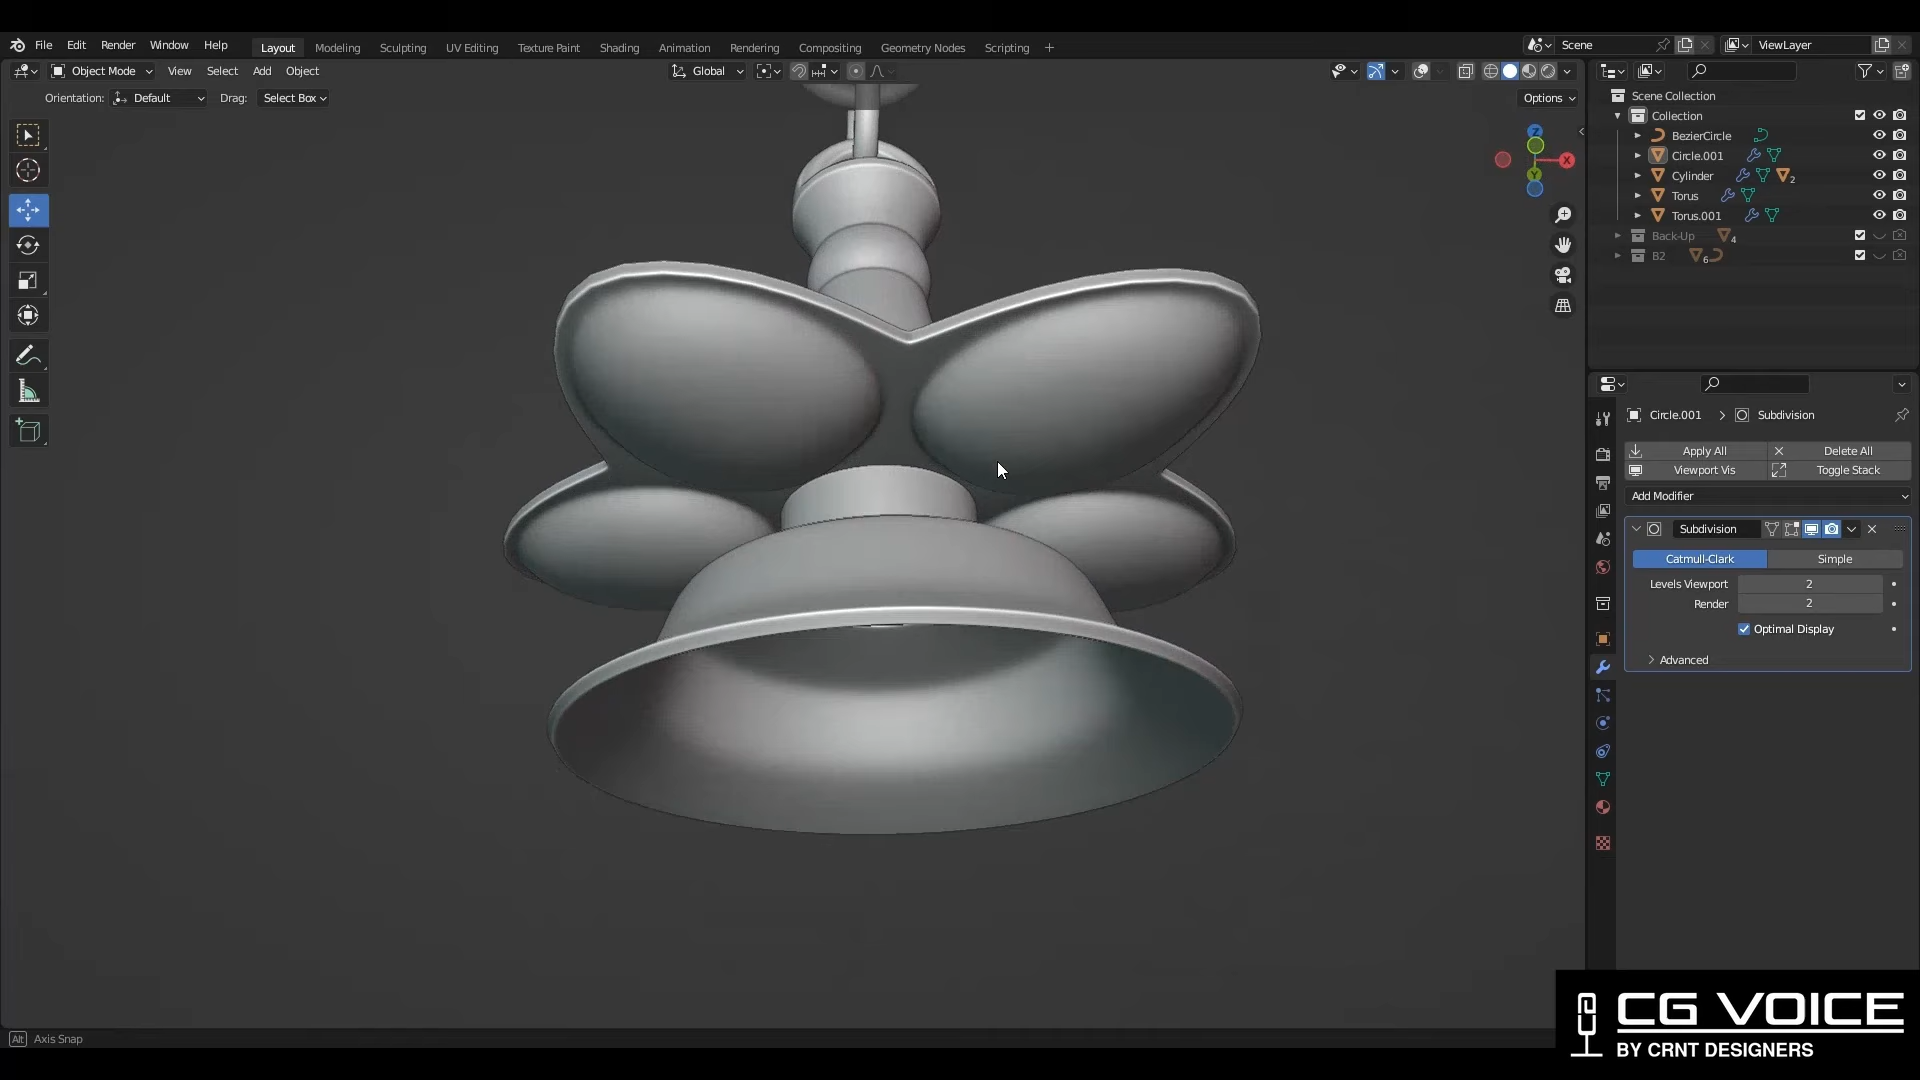 File Edit Render Window Help
Layout Modeling Sculpting UV Editing Texture Paint Shading Animation Rendering Compositing Geometry Nodes Scripting +
Scene
ViewLayer
Object Mode View Select Add Object
Global
Orientation: Default Drag: Select Box
Options
Z
X
Y
Scene Collection
Collection
BezierCircle
Circle.001
Cylinder 2
Torus
Torus.001
Back-Up 4
B2 6
Circle.001 > Subdivision
Apply All Delete All
Viewport Vis Toggle Stack
Add Modifier
Subdivision
Catmull-Clark Simple
Levels Viewport 2
Render 2
Optimal Display
Advanced
Alt Axis Snap
CG VOICE
BY CRNT DESIGNERS